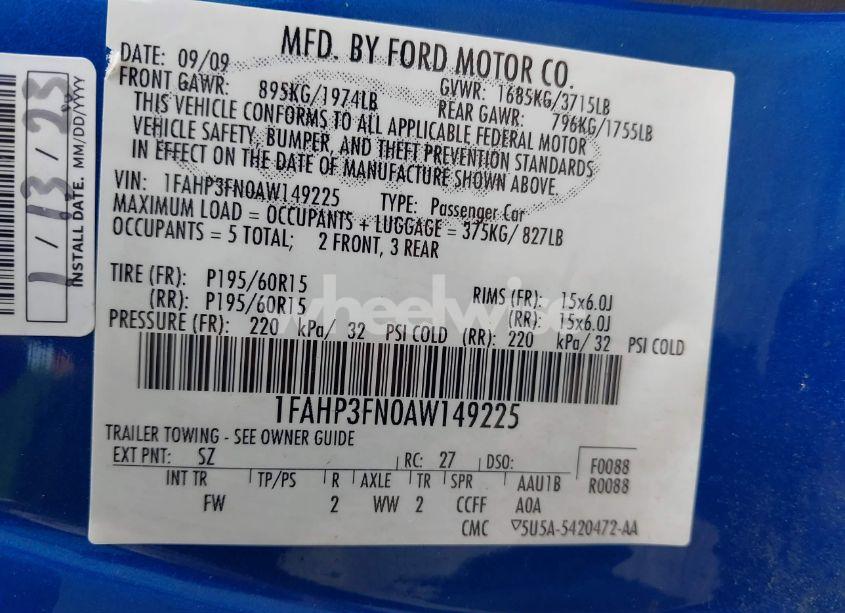 MFD. BY FORD MOTOR CO.
DATE: 09/09 GVWR: 1685KG/3715LB
FRONT GAWR: 895KG/1974LB REAR GAWR: 796KG/1755LB
THIS VEHICLE CONFORMS TO ALL APPLICABLE FEDERAL MOTOR
VEHICLE SAFETY, BUMPER, AND THEFT PREVENTION STANDARDS
IN EFFECT ON THE DATE OF MANUFACTURE SHOWN ABOVE.
VIN: 1FAHP3FN0AW149225 TYPE: Passenger Car
MAXIMUM LOAD = OCCUPANTS + LUGGAGE = 375KG/ 827LB
OCCUPANTS = 5 TOTAL; 2 FRONT, 3 REAR
TIRE (FR): P195/60R15 RIMS (FR): 15x6.0J
(RR): P195/60R15 (RR): 15x6.0J
PRESSURE (FR): 220 kPa/ 32 PSI COLD (RR): 220 kPa/ 32 PSI COLD
1FAHP3FN0AW149225
TRAILER TOWING - SEE OWNER GUIDE
EXT PNT: SZ RC: 27 DSO: F0088
INT TR TP/PS R AXLE TR SPR AAU1B R0088
FW 2 WW 2 CCFF A0A
CMC ▽5U5A-5420472-AA
1/13/23
INSTALL DATE. MM/DD/YYYY
wheelwise